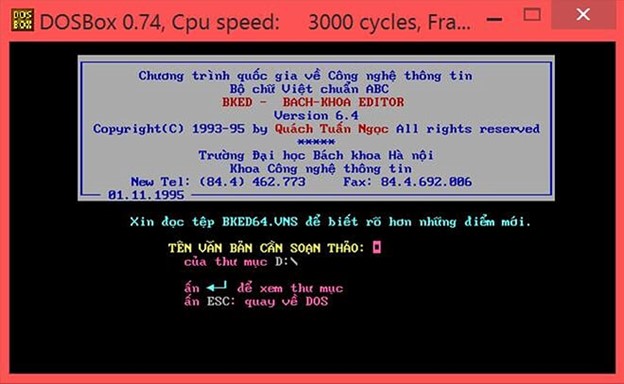 DOS
BOX
DOSBox 0.74, Cpu speed: 3000 cycles, Fra...
Chương trình quốc gia về Công nghệ thông tin
Bộ chữ Việt chuẩn ABC
BKED - BACH-KHOA EDITOR
Version 6.4
Copyright(C) 1993-95 by Quách Tuấn Ngọc All rights reserved
*****
Trường Đại học Bách khoa Hà nội
Khoa Công nghệ thông tin
New Tel: (84.4) 462.773 Fax: 84.4.692.006
01.11.1995
Xin đọc tệp BKED64.VNS để biết rõ hơn những điểm mới.
TÊN VĂN BẢN CẦN SOẠN THẢO:
của thư mục D:\
ấn ◄┘ để xem thư mục
ấn ESC: quay về DOS